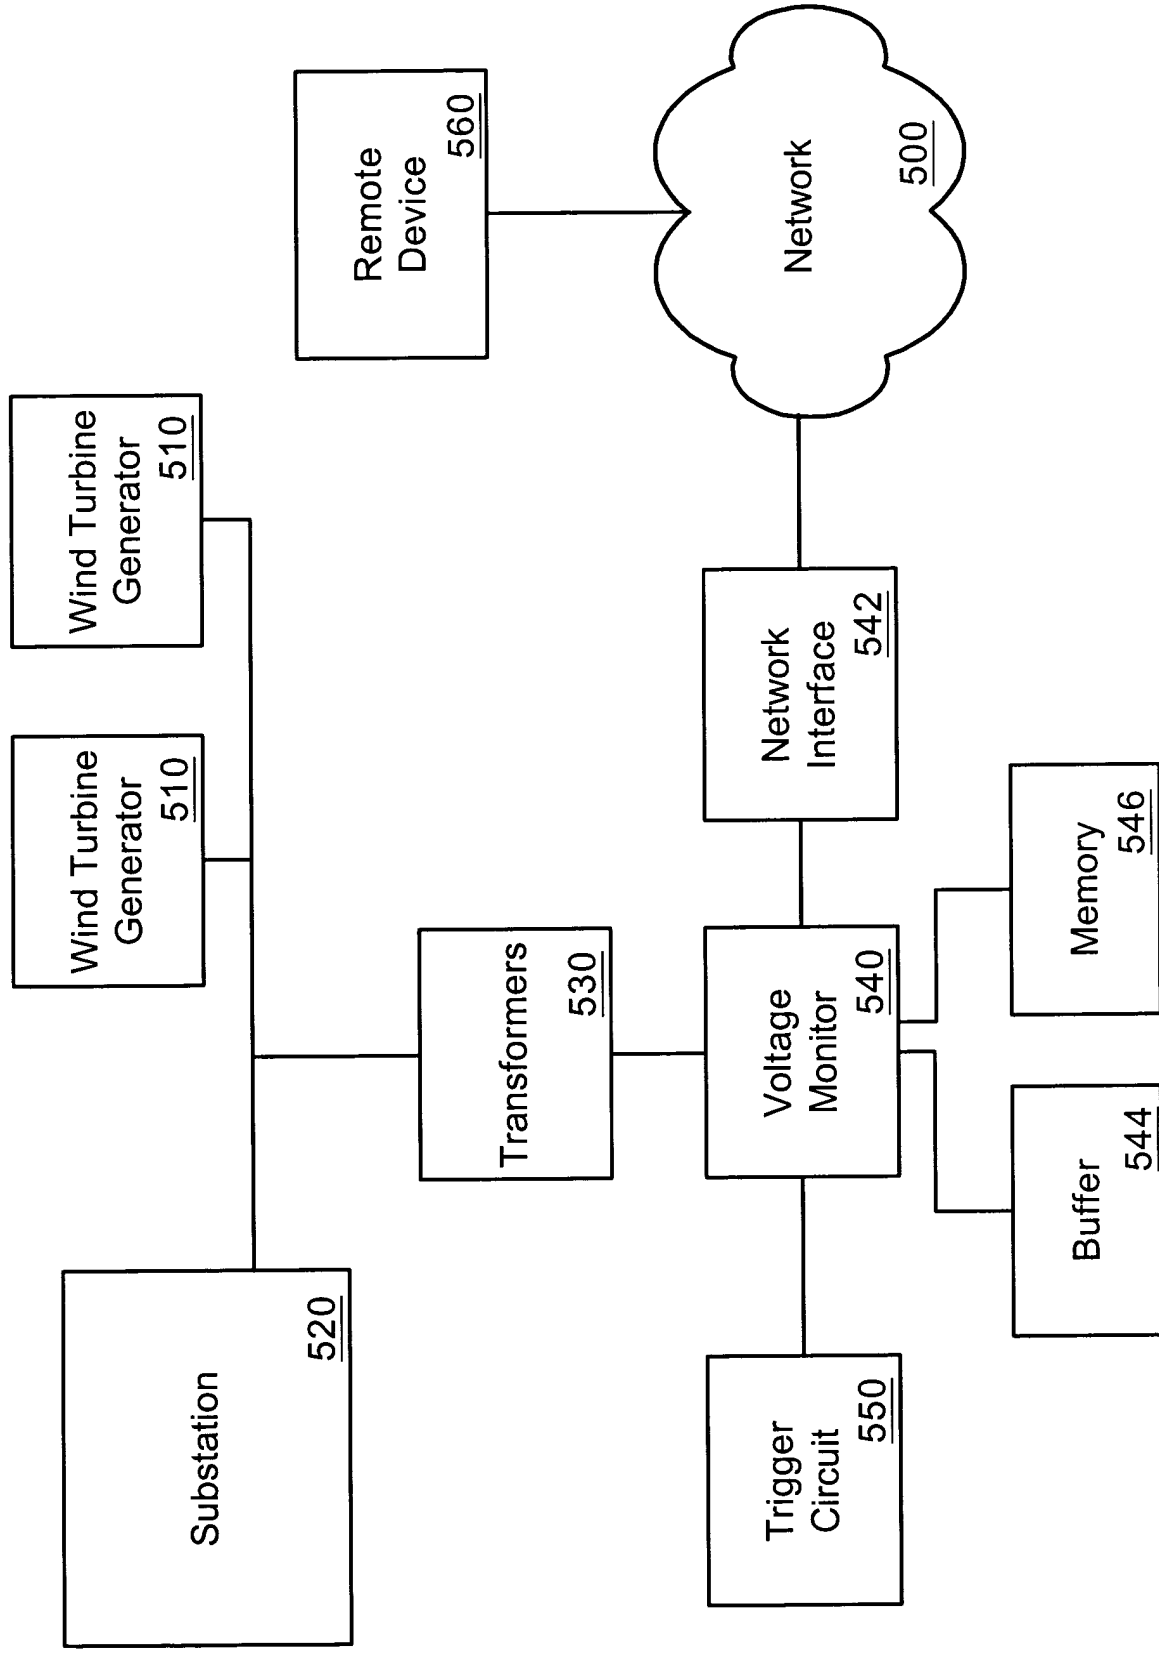 Substation
520
Wind Turbine
Generator
510
Wind Turbine
Generator
510
Transformers
530
Remote
Device
560
Trigger
Circuit
550
Voltage
Monitor
540
Network
Interface
542
Network
500
Buffer
544
Memory
546